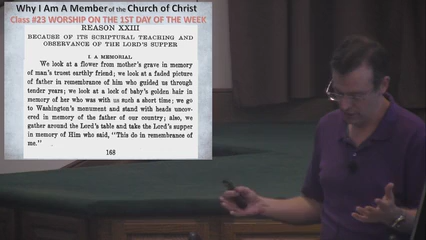 Why I Am A Member of the Church of Christ
Class #23 WORSHIP ON THE 1ST DAY OF THE WEEK
REASON XXIII
BECAUSE OF ITS SCRIPTURAL TEACHING AND
OBSERVANCE OF THE LORD'S SUPPER
I. A MEMORIAL
We look at a flower from mother's grave in memory
of man's truest earthly friend; we look at a faded picture
of father in remembrance of him who guided us through
tender years; we look at a lock of baby's golden hair in
memory of her who was with us such a short time; we go
to Washington's monument and stand with heads uncov-
ered in memory of the father of our country; also, we
gather around the Lord's table and take the Lord's supper
in memory of Him who said, "This do in remembrance of
me."
168